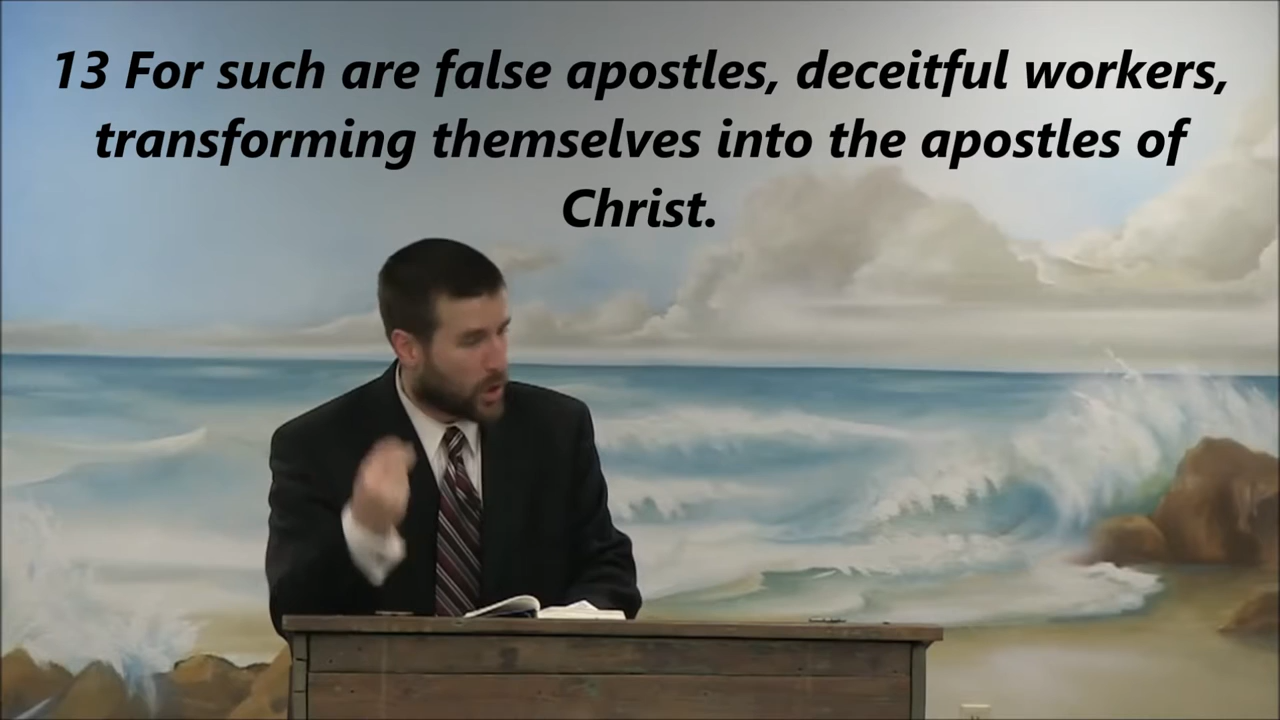 13 For such are false apostles, deceitful workers,
transforming themselves into the apostles of
Christ.